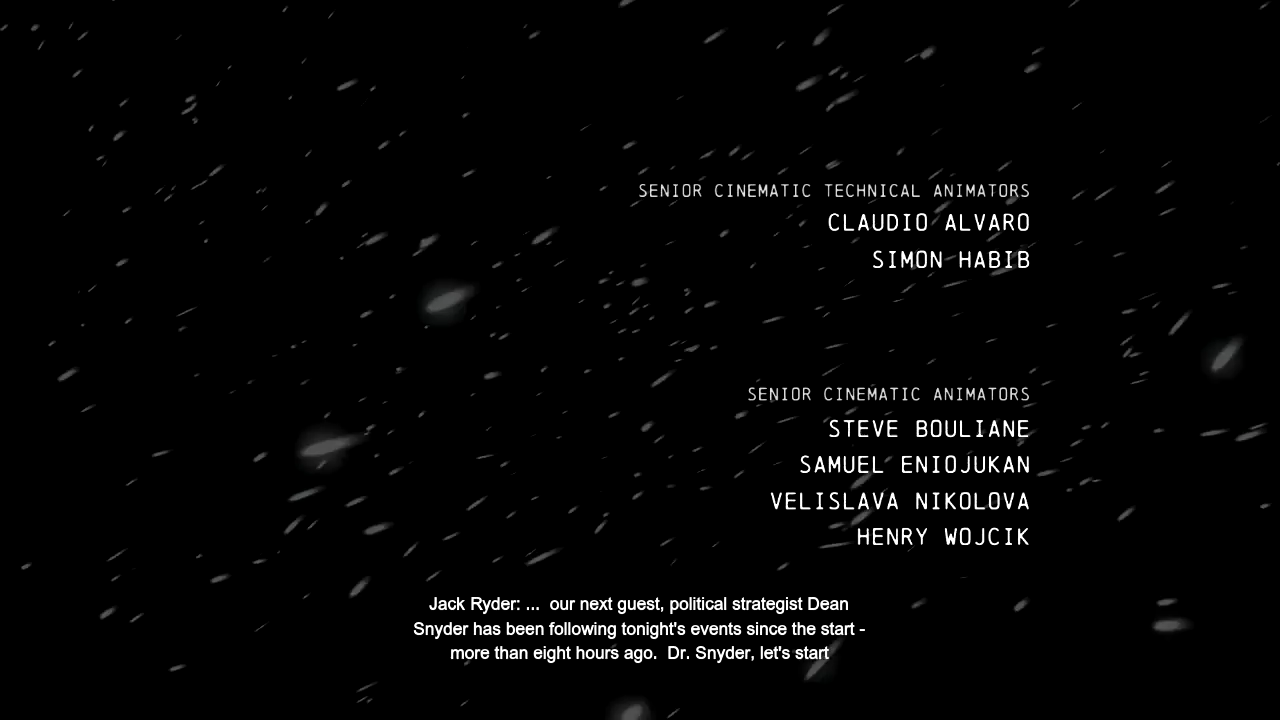 SENIOR CINEMATIC TECHNICAL ANIMATORS
CLAUDIO ALVARO
SIMON HABIB
SENIOR CINEMATIC ANIMATORS
STEVE BOULIANE
SAMUEL ENIOJUKAN
VELISLAVA NIKOLOVA
HENRY WOJCIK
Jack Ryder: ...  our next guest, political strategist Dean
Snyder has been following tonight's events since the start -
more than eight hours ago.  Dr. Snyder, let's start